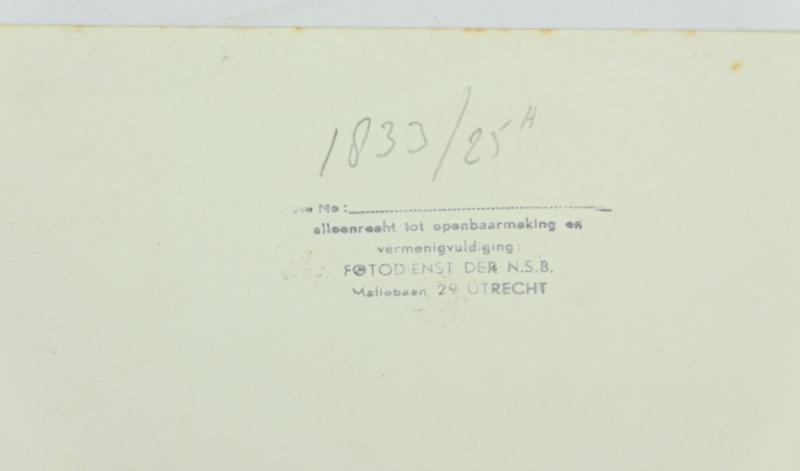 1833/25 H
No:
alleenrecht tot openbaarmaking en
vermenigvuldiging:
FOTODIENST DER N.S.B.
Maliebaan 29 UTRECHT